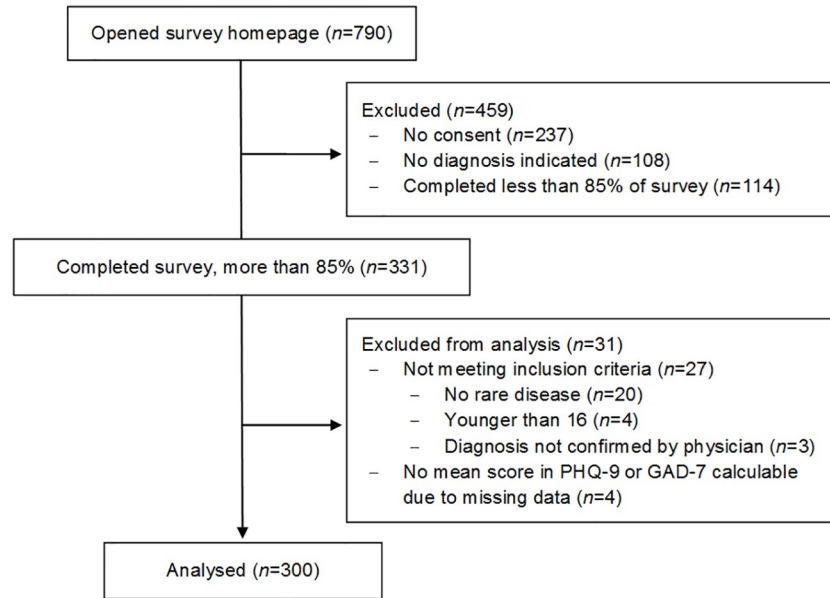 Opened survey homepage (n=790)
Excluded (n=459)
– No consent (n=237)
– No diagnosis indicated (n=108)
– Completed less than 85% of survey (n=114)
Completed survey, more than 85% (n=331)
Excluded from analysis (n=31)
– Not meeting inclusion criteria (n=27)
– No rare disease (n=20)
– Younger than 16 (n=4)
– Diagnosis not confirmed by physician (n=3)
– No mean score in PHQ-9 or GAD-7 calculable
due to missing data (n=4)
Analysed (n=300)